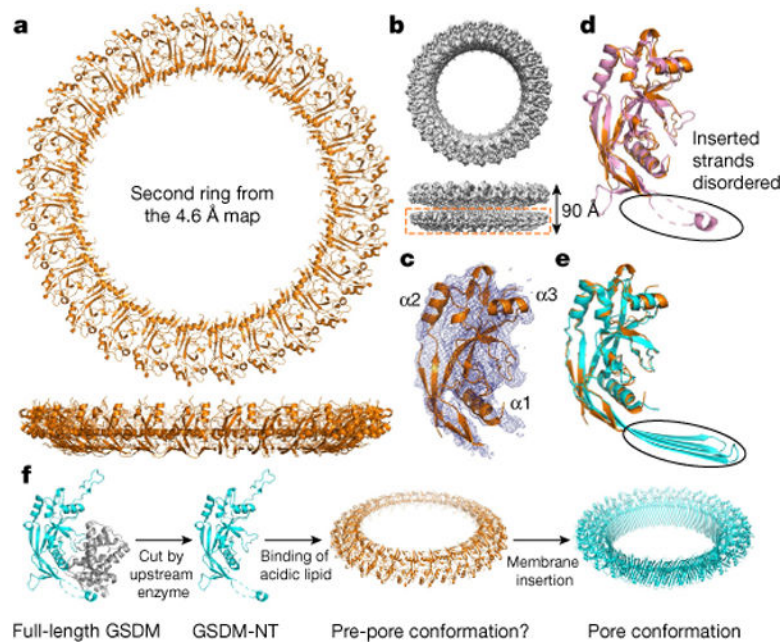 a
b
d
Second ring from
the 4.6 Å map
90 Å
Inserted
strands
disordered
c
e
α2
α3
α1
f
Cut by
upstream
enzyme
Binding of
acidic lipid
Membrane
insertion
Full-length GSDM
GSDM-NT
Pre-pore conformation?
Pore conformation